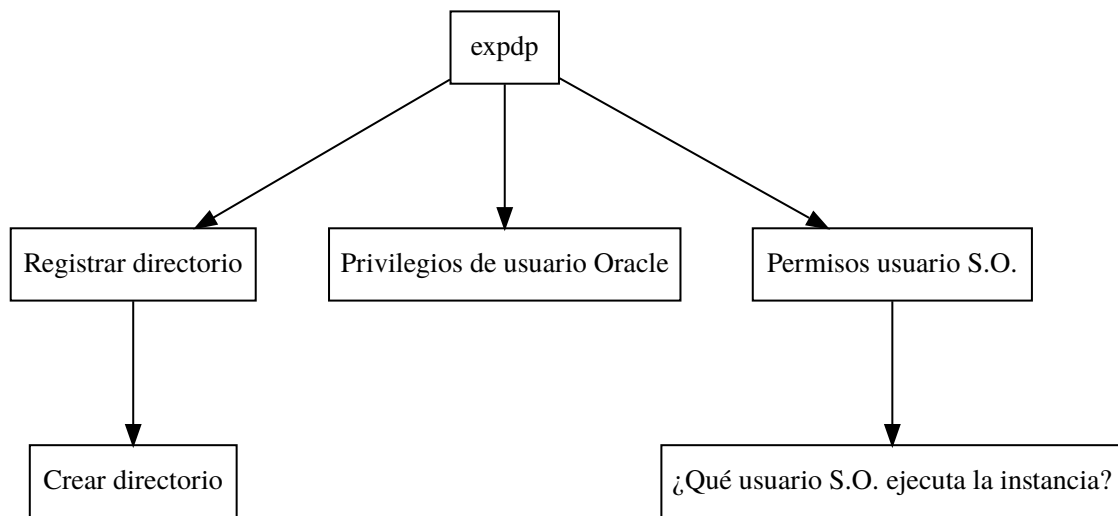 expdp
Registrar directorio
Privilegios de usuario Oracle
Permisos usuario S.O.
Crear directorio
¿Qué usuario S.O. ejecuta la instancia?